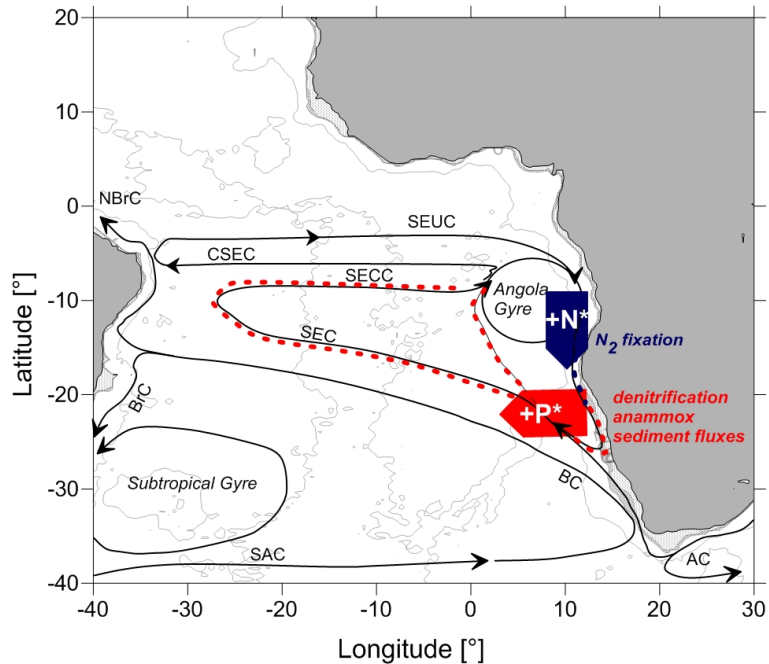 20
10
0
-10
-20
-30
-40
Latitude [°]
NBrC
SEUC
CSEC
SECC
Angola
Gyre
+N*
N2 fixation
SEC
denitrification
anammox
sediment fluxes
+P*
BrC
BC
Subtropical Gyre
SAC
AC
-40
-30
-20
-10
0
10
20
30
Longitude [°]